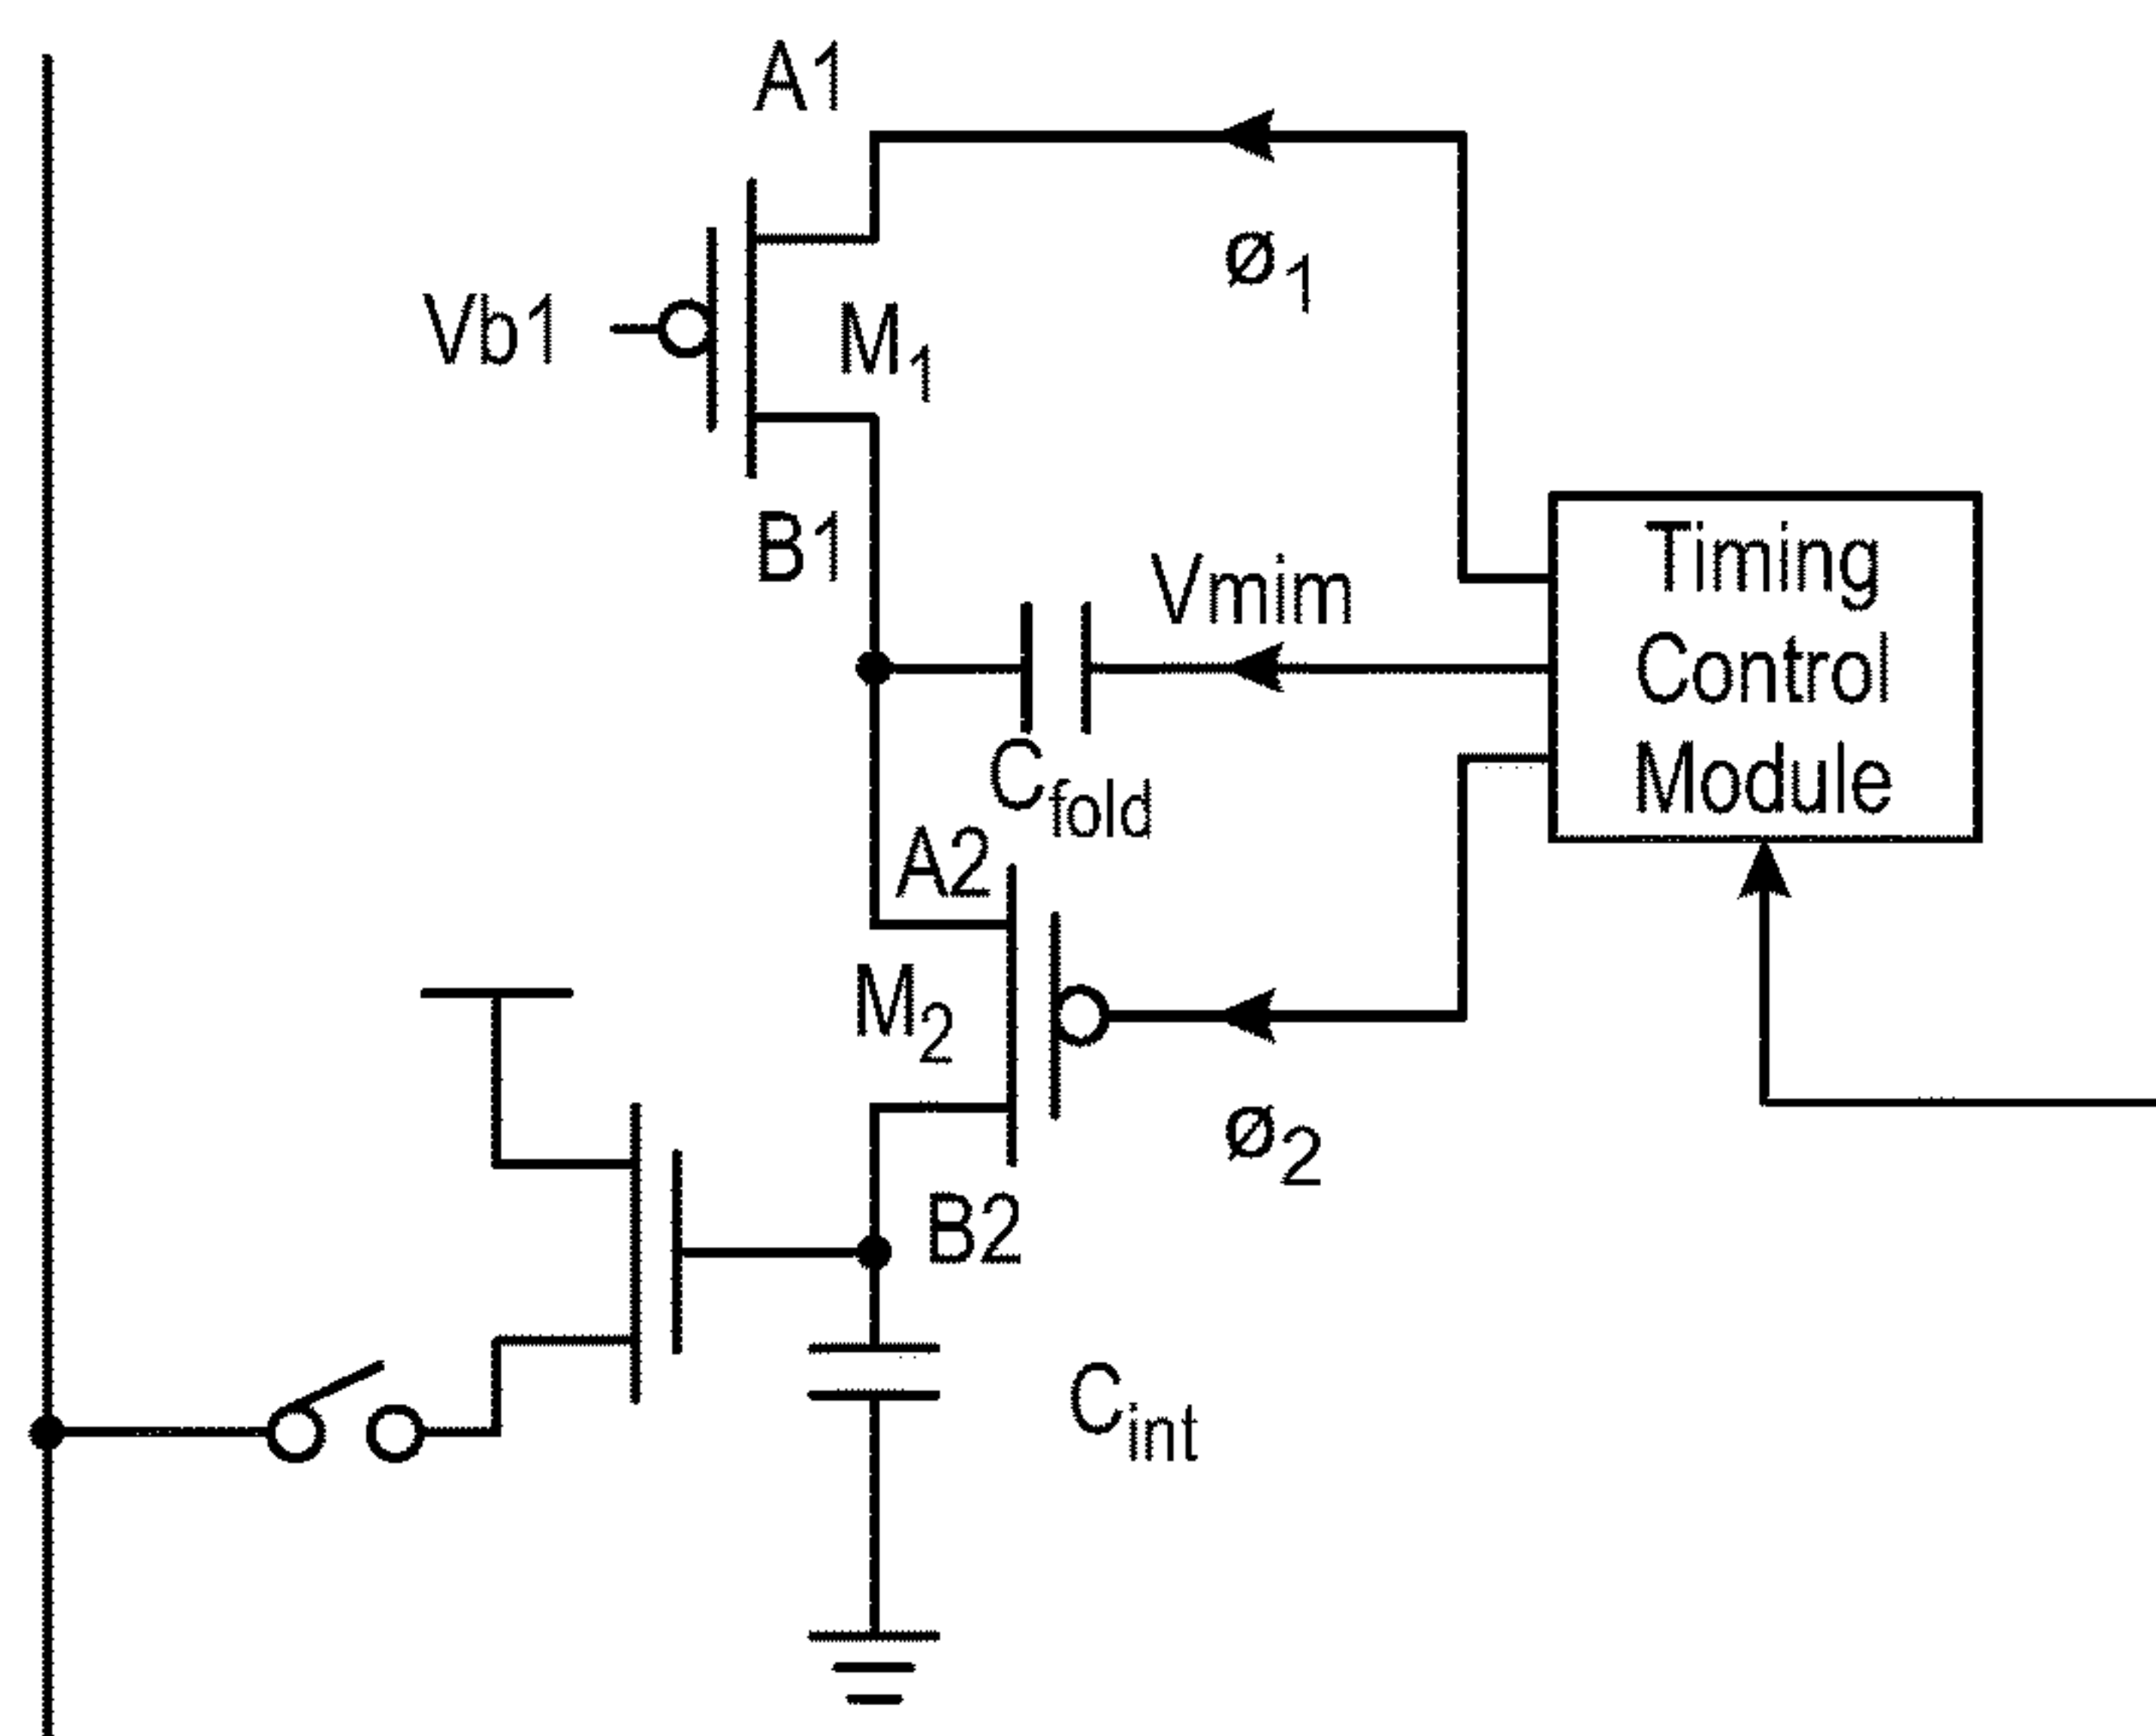 A1
ø1
Vb1
M1
B1
Vmim
Timing
Control
Module
Cfold
A2
M2
ø2
B2
Cint